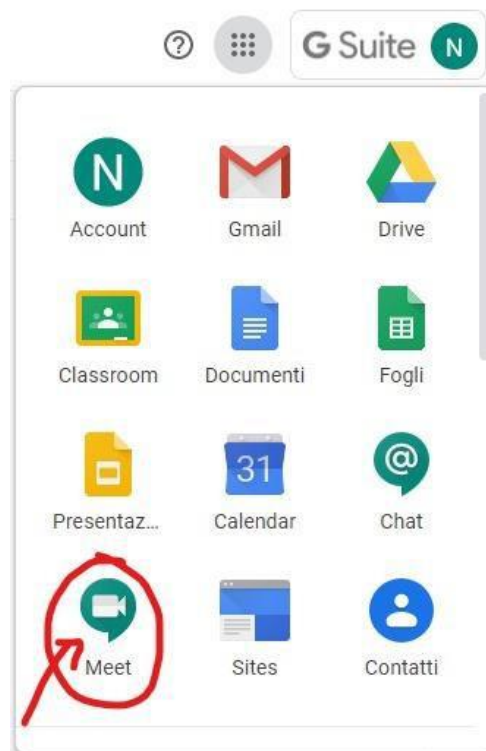 ? G Suite N
N
Account Gmail Drive
Classroom Documenti Fogli
31 @
Presentaz... Calendar Chat
Meet Sites Contatti